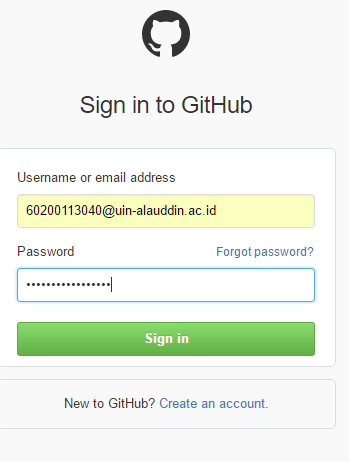 Sign in to GitHub
Username or email address
60200113040@uin-alauddin.ac.id
Password Forgot password?
•••••••••••••••••
Sign in
New to GitHub? Create an account.